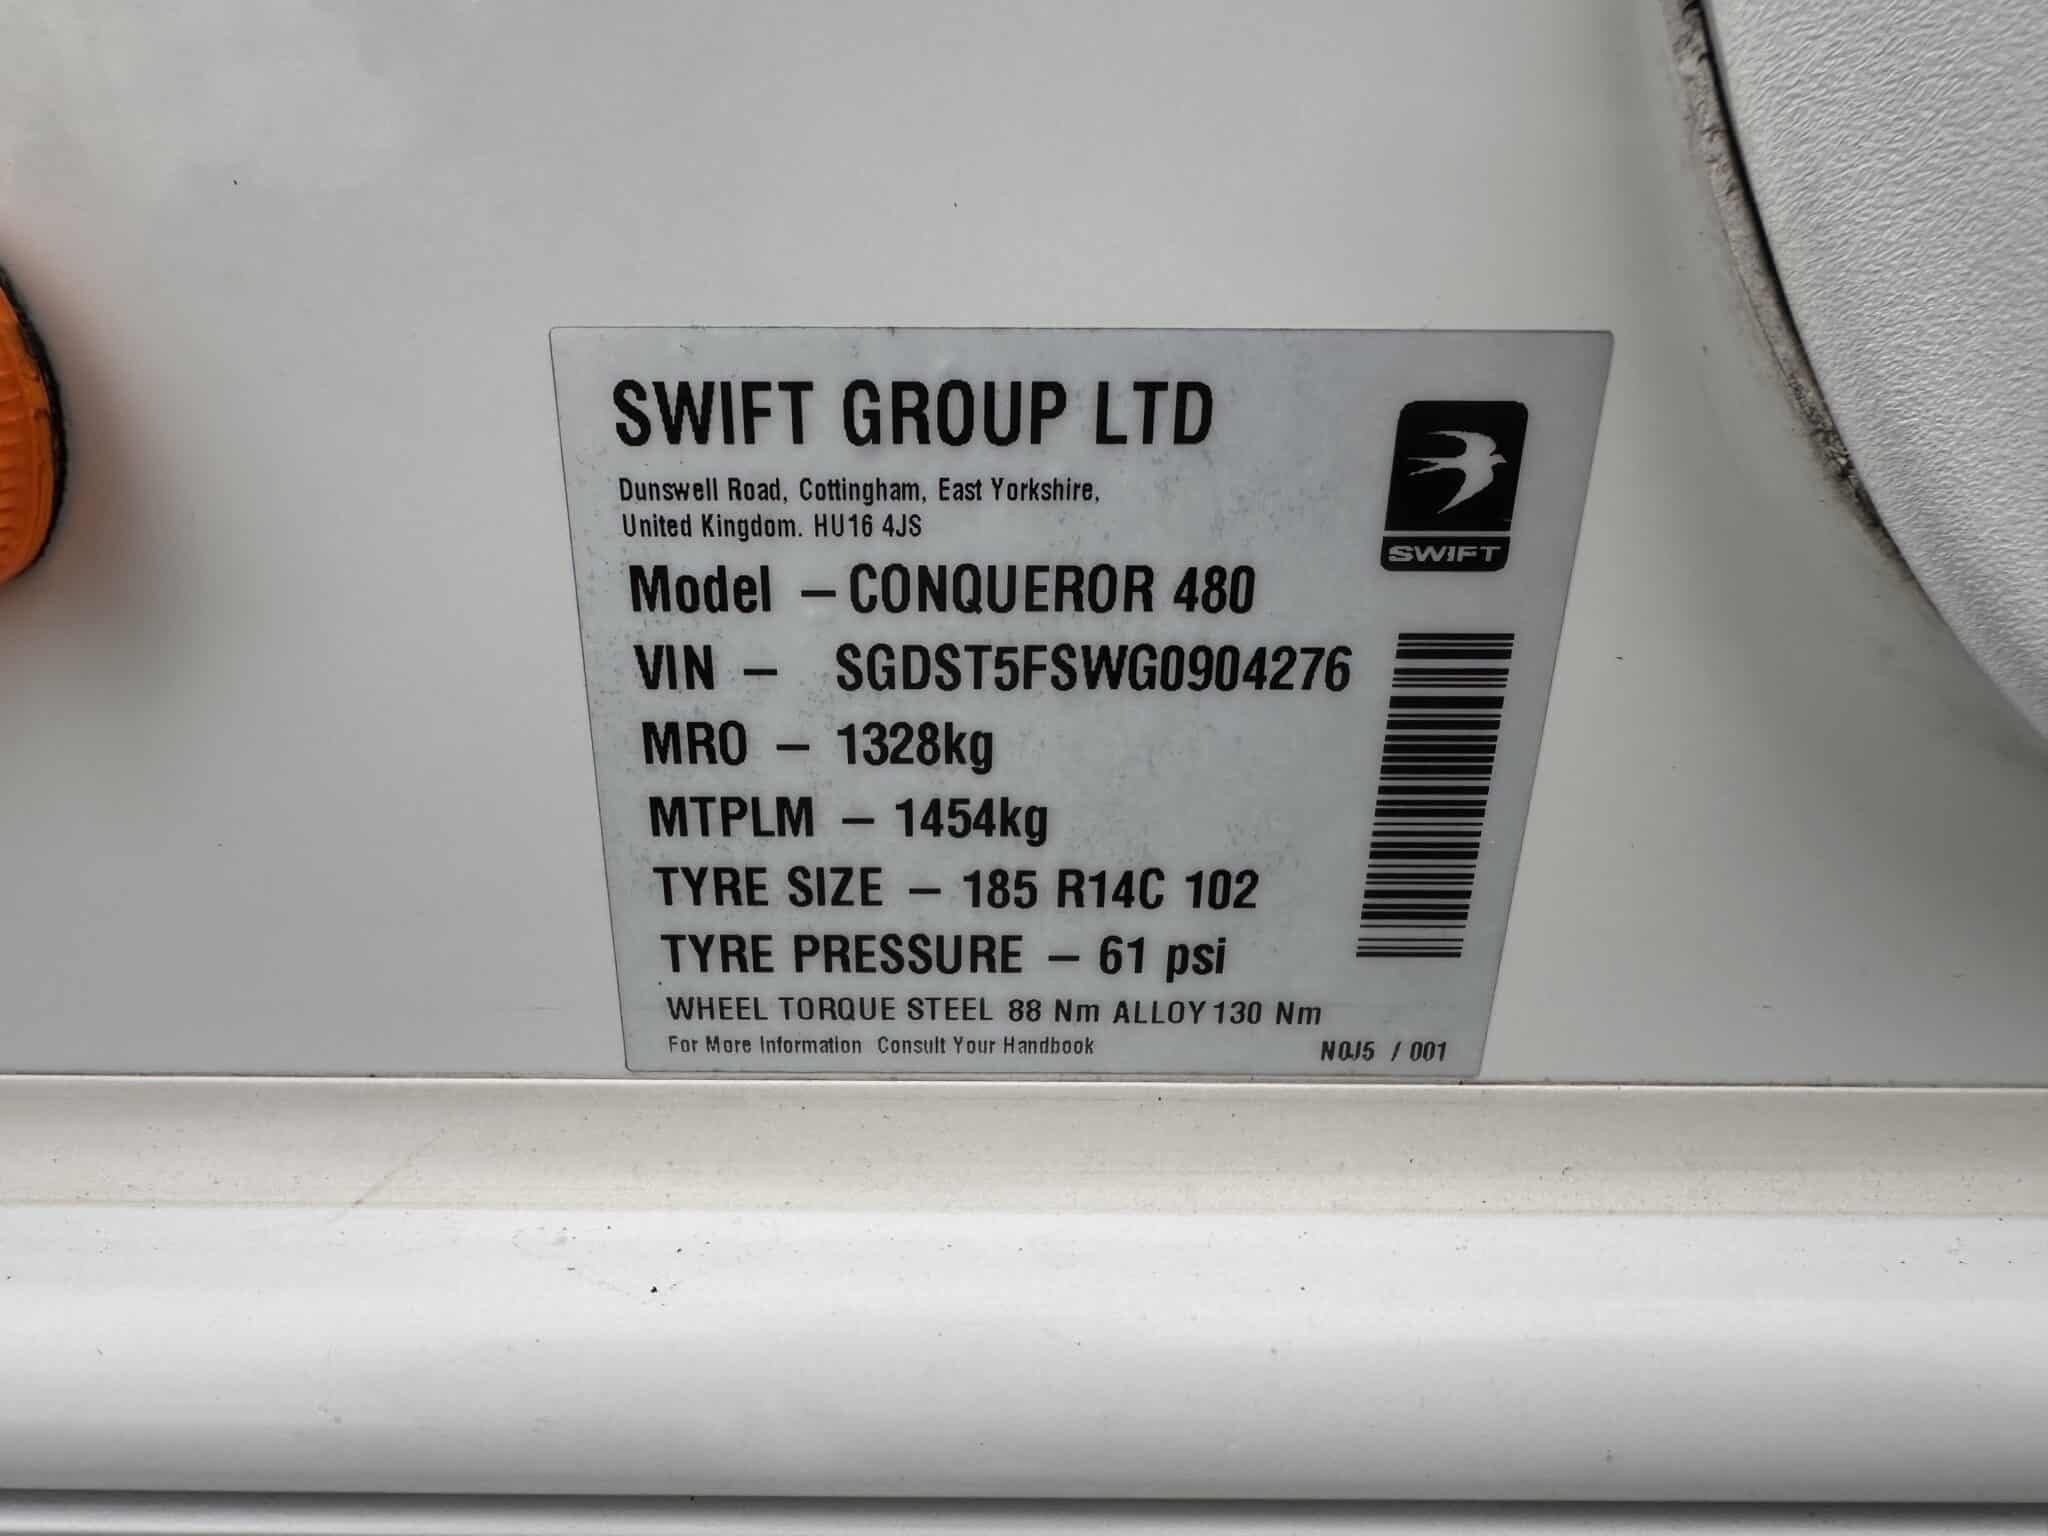 SWIFT GROUP LTD
Dunswell Road, Cottingham, East Yorkshire,
United Kingdom. HU16 4JS
SWIFT
Model – CONQUEROR 480
VIN – SGDST5FSWG0904276
MRO – 1328kg
MTPLM – 1454kg
TYRE SIZE – 185 R14C 102
TYRE PRESSURE – 61 psi
WHEEL TORQUE STEEL 88 Nm ALLOY 130 Nm
For More Information Consult Your Handbook
N0J5 / 001